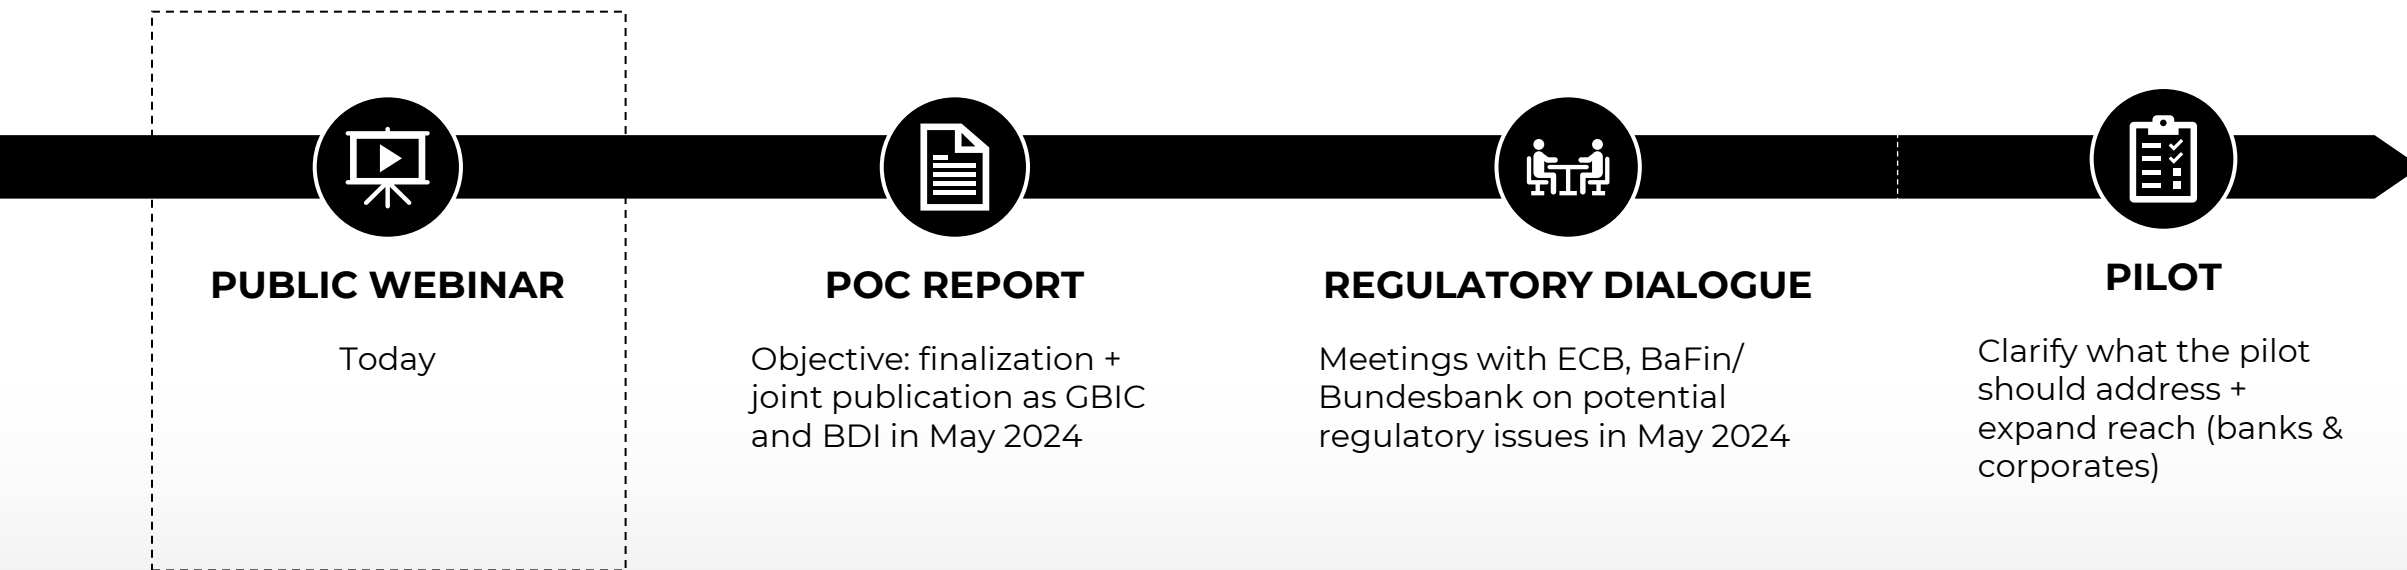 PUBLIC WEBINAR
Today
POC REPORT
Objective: finalization +
joint publication as GBIC
and BDI in May 2024
REGULATORY DIALOGUE
Meetings with ECB, BaFin/
Bundesbank on potential
regulatory issues in May 2024
PILOT
Clarify what the pilot
should address +
expand reach (banks &
corporates)